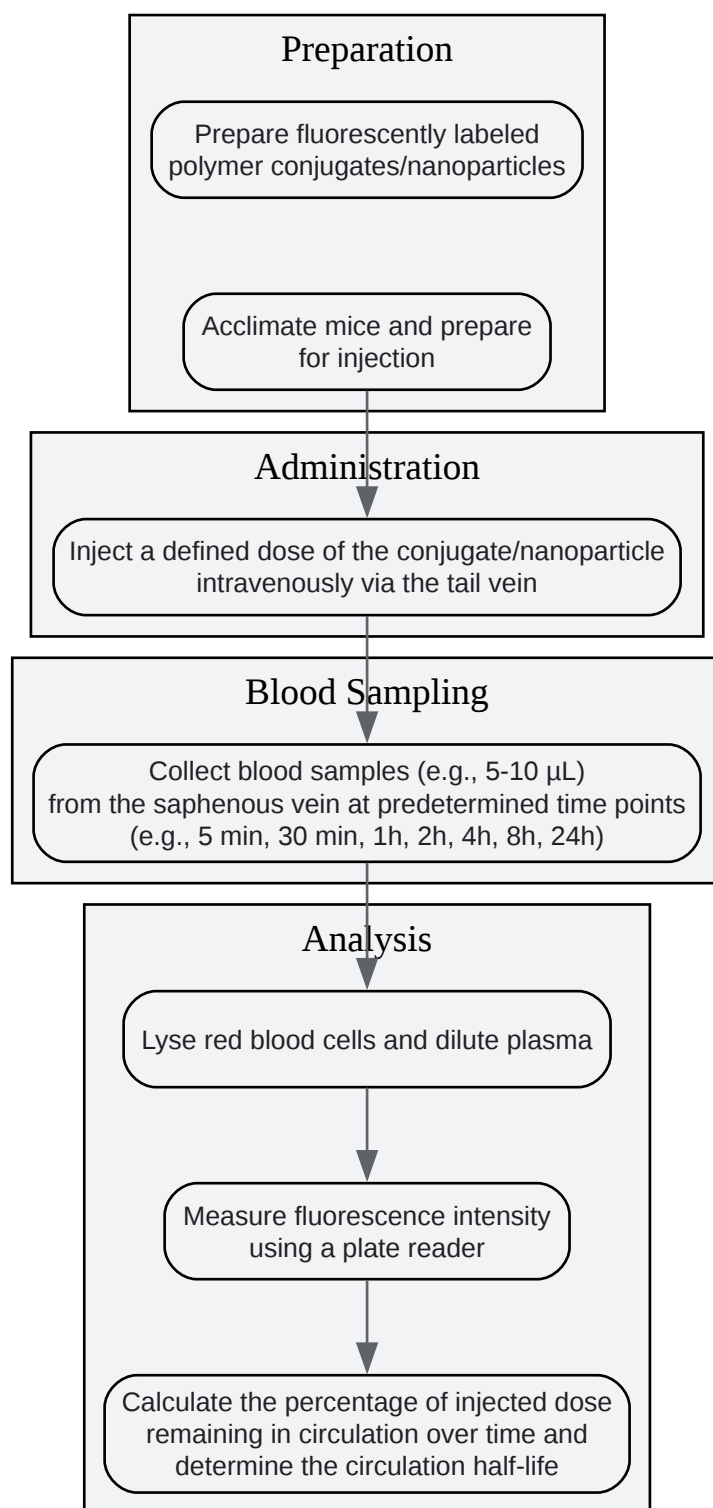 Preparation
Prepare fluorescently labeled
polymer conjugates/nanoparticles
Acclimate mice and prepare
for injection
Administration
Inject a defined dose of the conjugate/nanoparticle
intravenously via the tail vein
Blood Sampling
Collect blood samples (e.g., 5-10 µL)
from the saphenous vein at predetermined time points
(e.g., 5 min, 30 min, 1h, 2h, 4h, 8h, 24h)
Analysis
Lyse red blood cells and dilute plasma
Measure fluorescence intensity
using a plate reader
Calculate the percentage of injected dose
remaining in circulation over time and
determine the circulation half-life